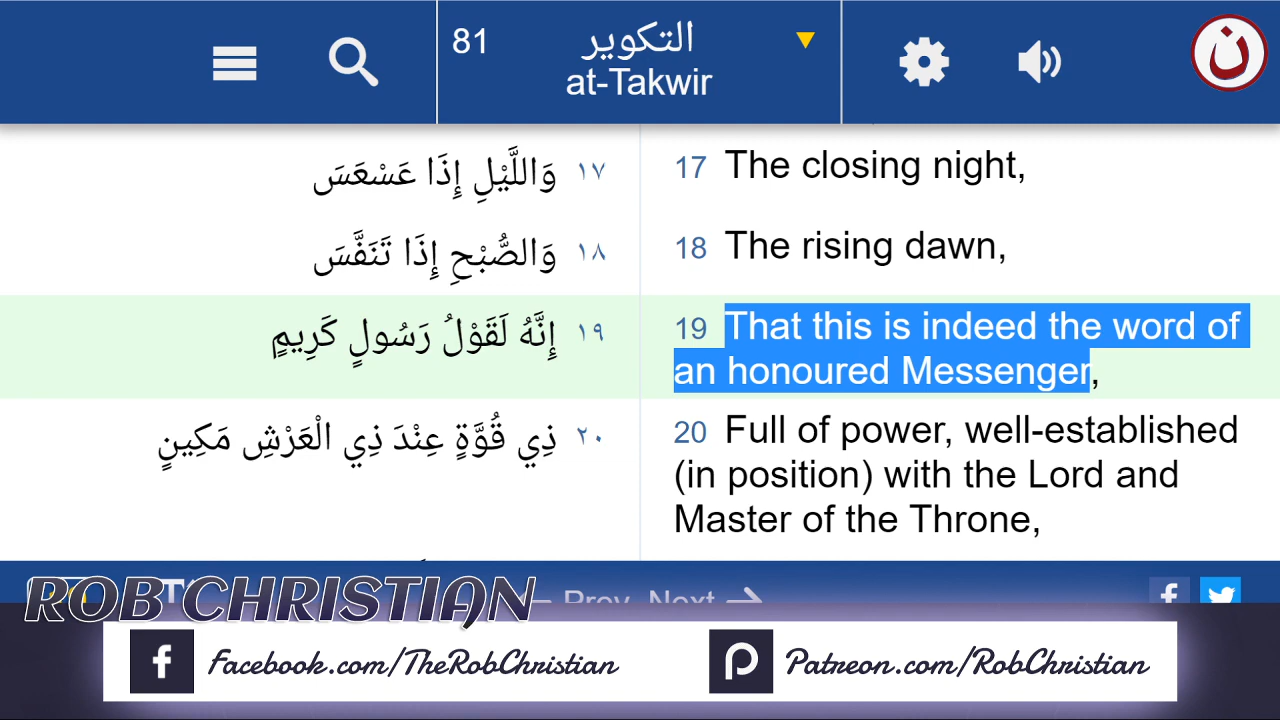 81
التكوير
at-Takwir
ن
وَاللَّيْلِ إِذَا عَسْعَسَ ١٧
17 The closing night,
وَالصُّبْحِ إِذَا تَنَفَّسَ ١٨
18 The rising dawn,
إِنَّهُ لَقَوْلُ رَسُولٍ كَرِيمٍ ١٩
19 That this is indeed the word of
an honoured Messenger,
ذِي قُوَّةٍ عِنْدَ ذِي الْعَرْشِ مَكِينٍ ٢٠
20 Full of power, well-established
(in position) with the Lord and
Master of the Throne,
Prev Next
ROB CHRISTIAN
Facebook.com/TheRobChristian
Patreon.com/RobChristian